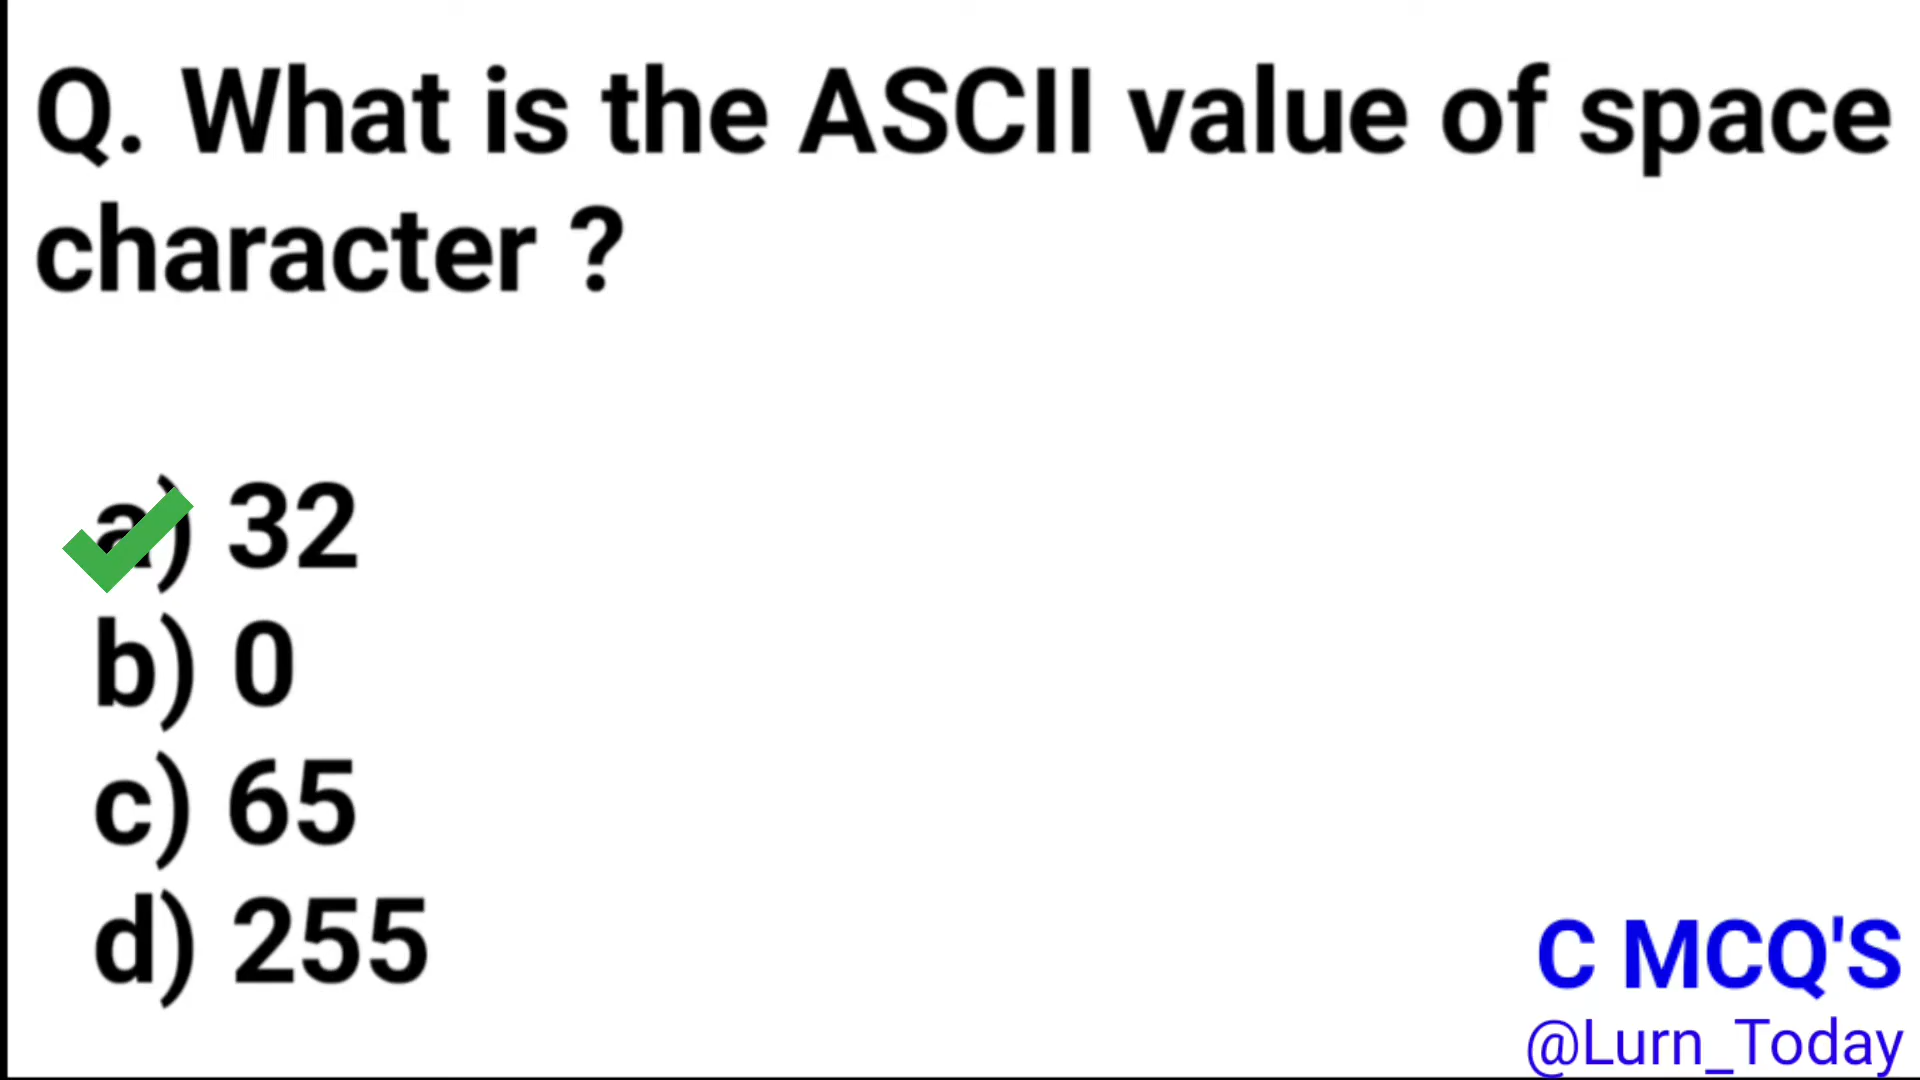 Q. What is the ASCII value of space
character ?
a) 32
b) 0
c) 65
d) 255
C MCQ'S
@Lurn_Today